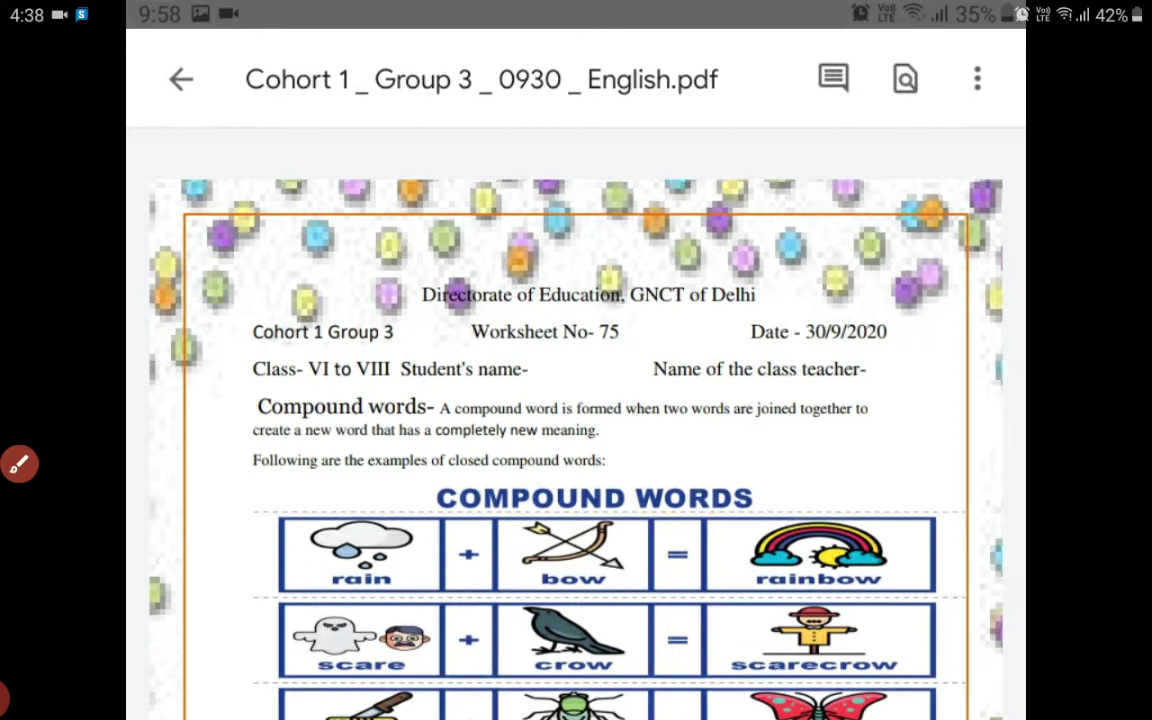 4:38 9:58 35% 42%
Cohort 1 _ Group 3 _ 0930 _ English.pdf
Directorate of Education, GNCT of Delhi
Cohort 1 Group 3 Worksheet No- 75 Date - 30/9/2020
Class- VI to VIII Student's name- Name of the class teacher-
Compound words- A compound word is formed when two words are joined together to
create a new word that has a completely new meaning.
Following are the examples of closed compound words:
COMPOUND WORDS
+ =
rain bow rainbow
+ =
scare crow scarecrow